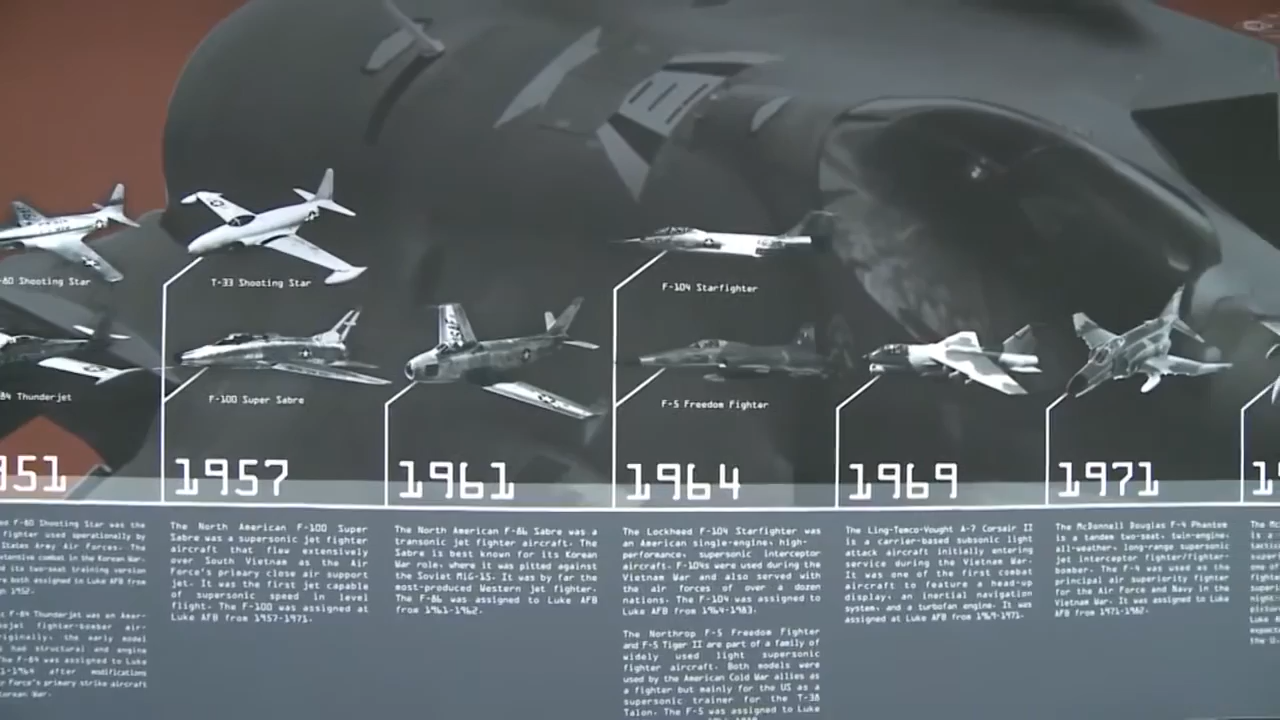 -80 Shooting Star
T-33 Shooting Star
F-104 Starfighter
84 Thunderjet
F-100 Super Sabre
F-5 Freedom Fighter
951
1957
1961
1964
1969
1971
F-80 Shooting Star was the
fighter used operationally by
States Army Air Forces. The
combat in the Korean War.
its two-seat training version
both assigned to Luke AFB from
1952.
F-84 Thunderjet was an Amer-
fighter-bomber air-
the early model
had structural and engine
The F-84 was assigned to Luke
-1964 after modifications
Force's primary strike aircraft
Korean War.
The North American F-100 Super
Sabre was a supersonic jet fighter
aircraft that flew extensively
over South Vietnam as the Air
Force's primary close air support
jet. It was the first jet capable
of supersonic speed in level
flight. The F-100 was assigned at
Luke AFB from 1957-1971.
The North American F-86 Sabre was a
transonic jet fighter aircraft. The
Sabre is best known for its Korean
War role, where it was pitted against
the Soviet MiG-15. It was by far the
most-produced Western jet fighter.
The F-86 was assigned to Luke AFB
from 1961-1962.
The Lockheed F-104 Starfighter was
an American single-engine, high-
performance, supersonic interceptor
aircraft. F-104s were used during the
Vietnam War and also served with
the air forces of over a dozen
nations. The F-104 was assigned to
Luke AFB from 1964-1983.
The Northrop F-5 Freedom Fighter
and F-5 Tiger II are part of a family of
widely used light supersonic
fighter aircraft. Both models were
used by the American Cold War allies as
a fighter but mainly for the US as a
supersonic trainer for the T-38
Talon. The F-5 was assigned to Luke
The Ling-Temco-Vought A-7 Corsair II
is a carrier-based subsonic light
attack aircraft initially entering
service during the Vietnam War.
It was one of the first combat
aircraft to feature a head-up
display, an inertial navigation
system, and a turbofan engine. It was
assigned at Luke AFB from 1969-1971.
The McDonnell Douglas F-4 Phantom
is a tandem two-seat, twin-engine,
all-weather, long-range supersonic
jet interceptor fighter/fighter-
bomber. The F-4 was used as the
principal air superiority fighter
for the Air Force and Navy in the
Vietnam War. It was assigned to Luke
AFB from 1971-1982.